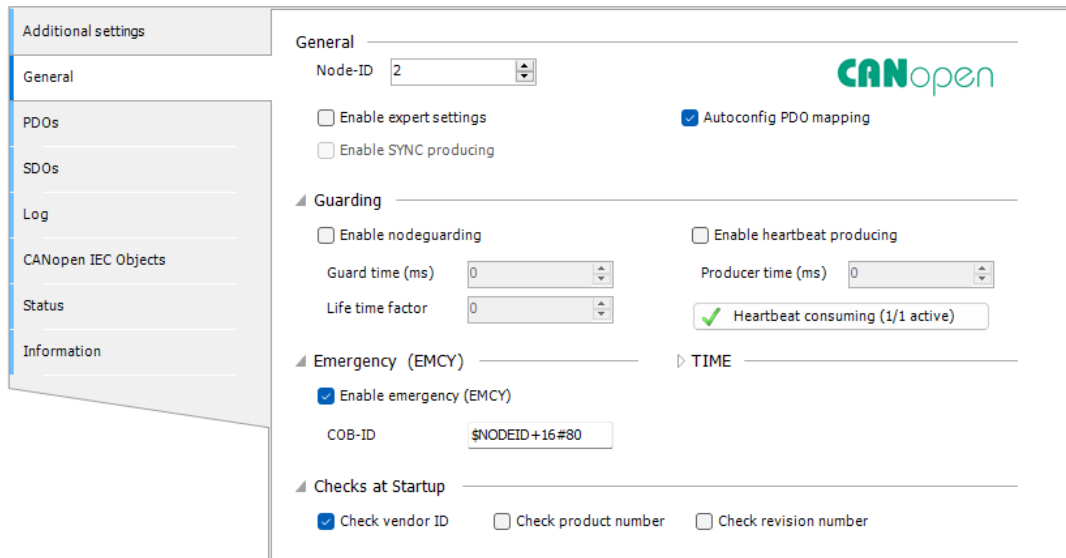 Additional settings
General
PDOs
SDOs
Log
CANopen IEC Objects
Status
Information
General
Node-ID 2
CANopen
Enable expert settings
Autoconfig PDO mapping
Enable SYNC producing
Guarding
Enable nodeguarding
Enable heartbeat producing
Guard time (ms) 0
Producer time (ms) 0
Life time factor 0
Heartbeat consuming (1/1 active)
Emergency (EMCY)
TIME
Enable emergency (EMCY)
COB-ID $NODEID+16#80
Checks at Startup
Check vendor ID
Check product number
Check revision number